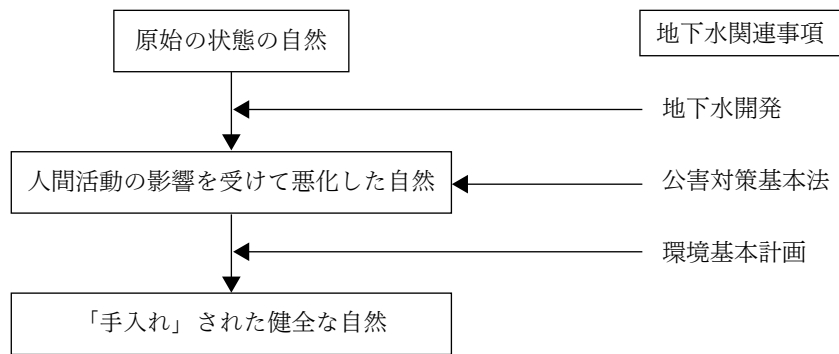 原始の状態の自然
地下水関連事項
地下水開発
人間活動の影響を受けて悪化した自然
公害対策基本法
環境基本計画
「手入れ」された健全な自然